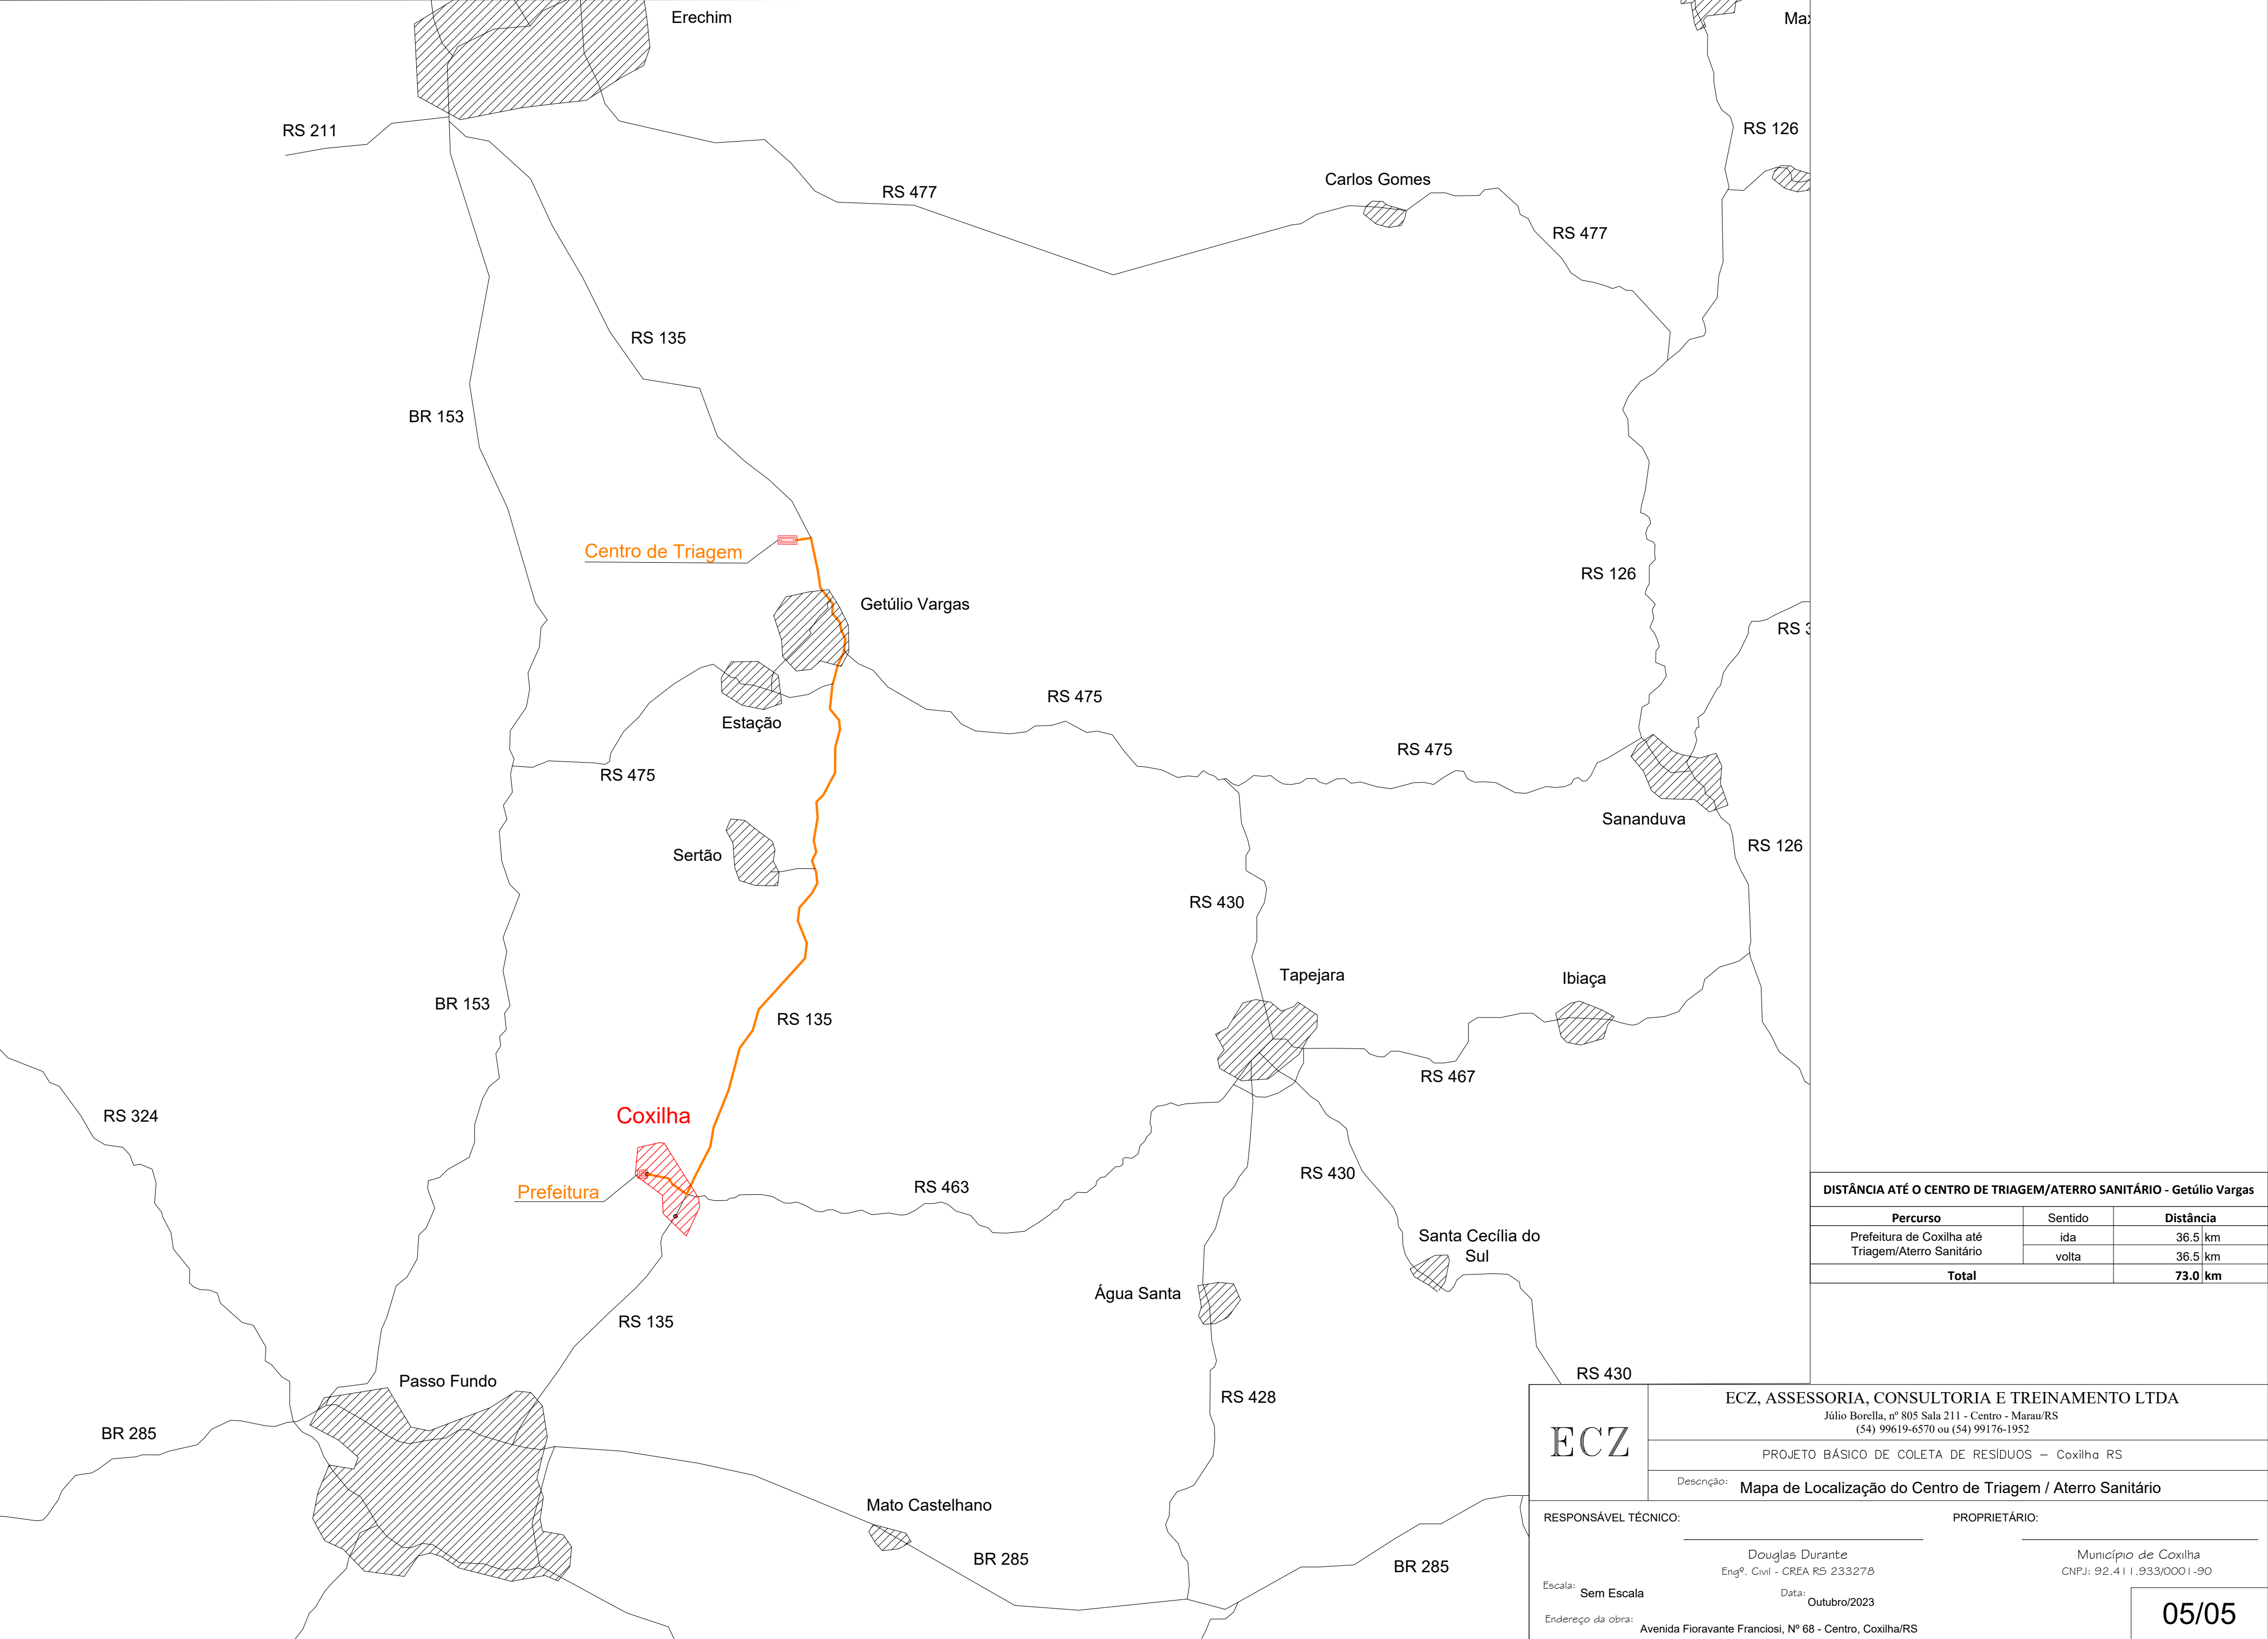 Erechim
Max
RS 211
RS 126
RS 477
Carlos Gomes
RS 477
RS 135
BR 153
Centro de Triagem
RS 126
Getúlio Vargas
RS 3
RS 475
Estação
RS 475
RS 475
Sananduva
RS 126
Sertão
RS 430
Tapejara
Ibiaça
BR 153
RS 135
RS 467
RS 324
Coxilha
Prefeitura
RS 463
RS 430
Santa Cecília do
Sul
Água Santa
RS 135
RS 430
Passo Fundo
RS 428
BR 285
Mato Castelhano
BR 285
BR 285
DISTÂNCIA ATÉ O CENTRO DE TRIAGEM/ATERRO SANITÁRIO - Getúlio Vargas
Percurso Sentido Distância
Prefeitura de Coxilha até
Triagem/Aterro Sanitário
ida 36.5 km
volta 36.5 km
Total 73.0 km
ECZ
ECZ, ASSESSORIA, CONSULTORIA E TREINAMENTO LTDA
Júlio Borella, nº 805 Sala 211 - Centro - Marau/RS
(54) 99619-6570 ou (54) 99176-1952
PROJETO BÁSICO DE COLETA DE RESÍDUOS – Coxilha RS
Descrição: Mapa de Localização do Centro de Triagem / Aterro Sanitário
RESPONSÁVEL TÉCNICO: PROPRIETÁRIO:
Douglas Durante
Engº. Civil - CREA RS 233278
Município de Coxilha
CNPJ: 92.411.933/0001-90
Escala: Sem Escala
Data: Outubro/2023
Endereço da obra: Avenida Fioravante Franciosi, Nº 68 - Centro, Coxilha/RS
05/05